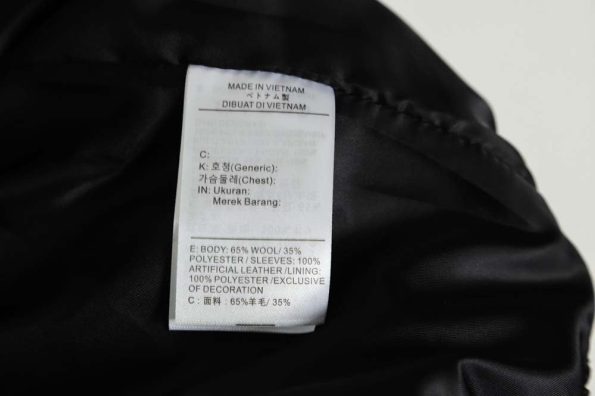 MADE IN VIETNAM
ベトナム製
DIBUAT DI VIETNAM
C:
K: 호칭(Generic):
가슴둘레(Chest):
IN: Ukuran:
Merek Barang:
E: BODY: 65% WOOL/ 35%
POLYESTER / SLEEVES: 100%
ARTIFICIAL LEATHER /LINING:
100% POLYESTER /EXCLUSIVE
OF DECORATION
C : 面料 : 65%羊毛/ 35%